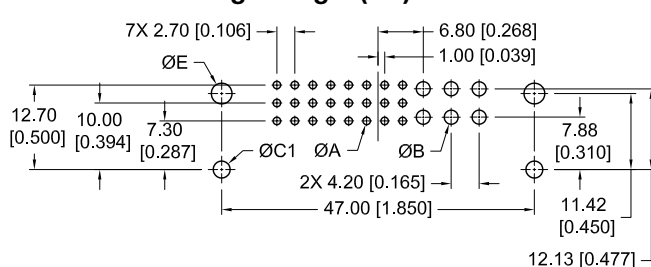 7X 2.70 [0.106]
6.80 [0.268]
1.00 [0.039]
ØE
12.70
[0.500]
10.00
[0.394]
7.30
[0.287]
ØC1
ØA
ØB
7.88
[0.310]
2X 4.20 [0.165]
47.00 [1.850]
11.42
[0.450]
12.13 [0.477]